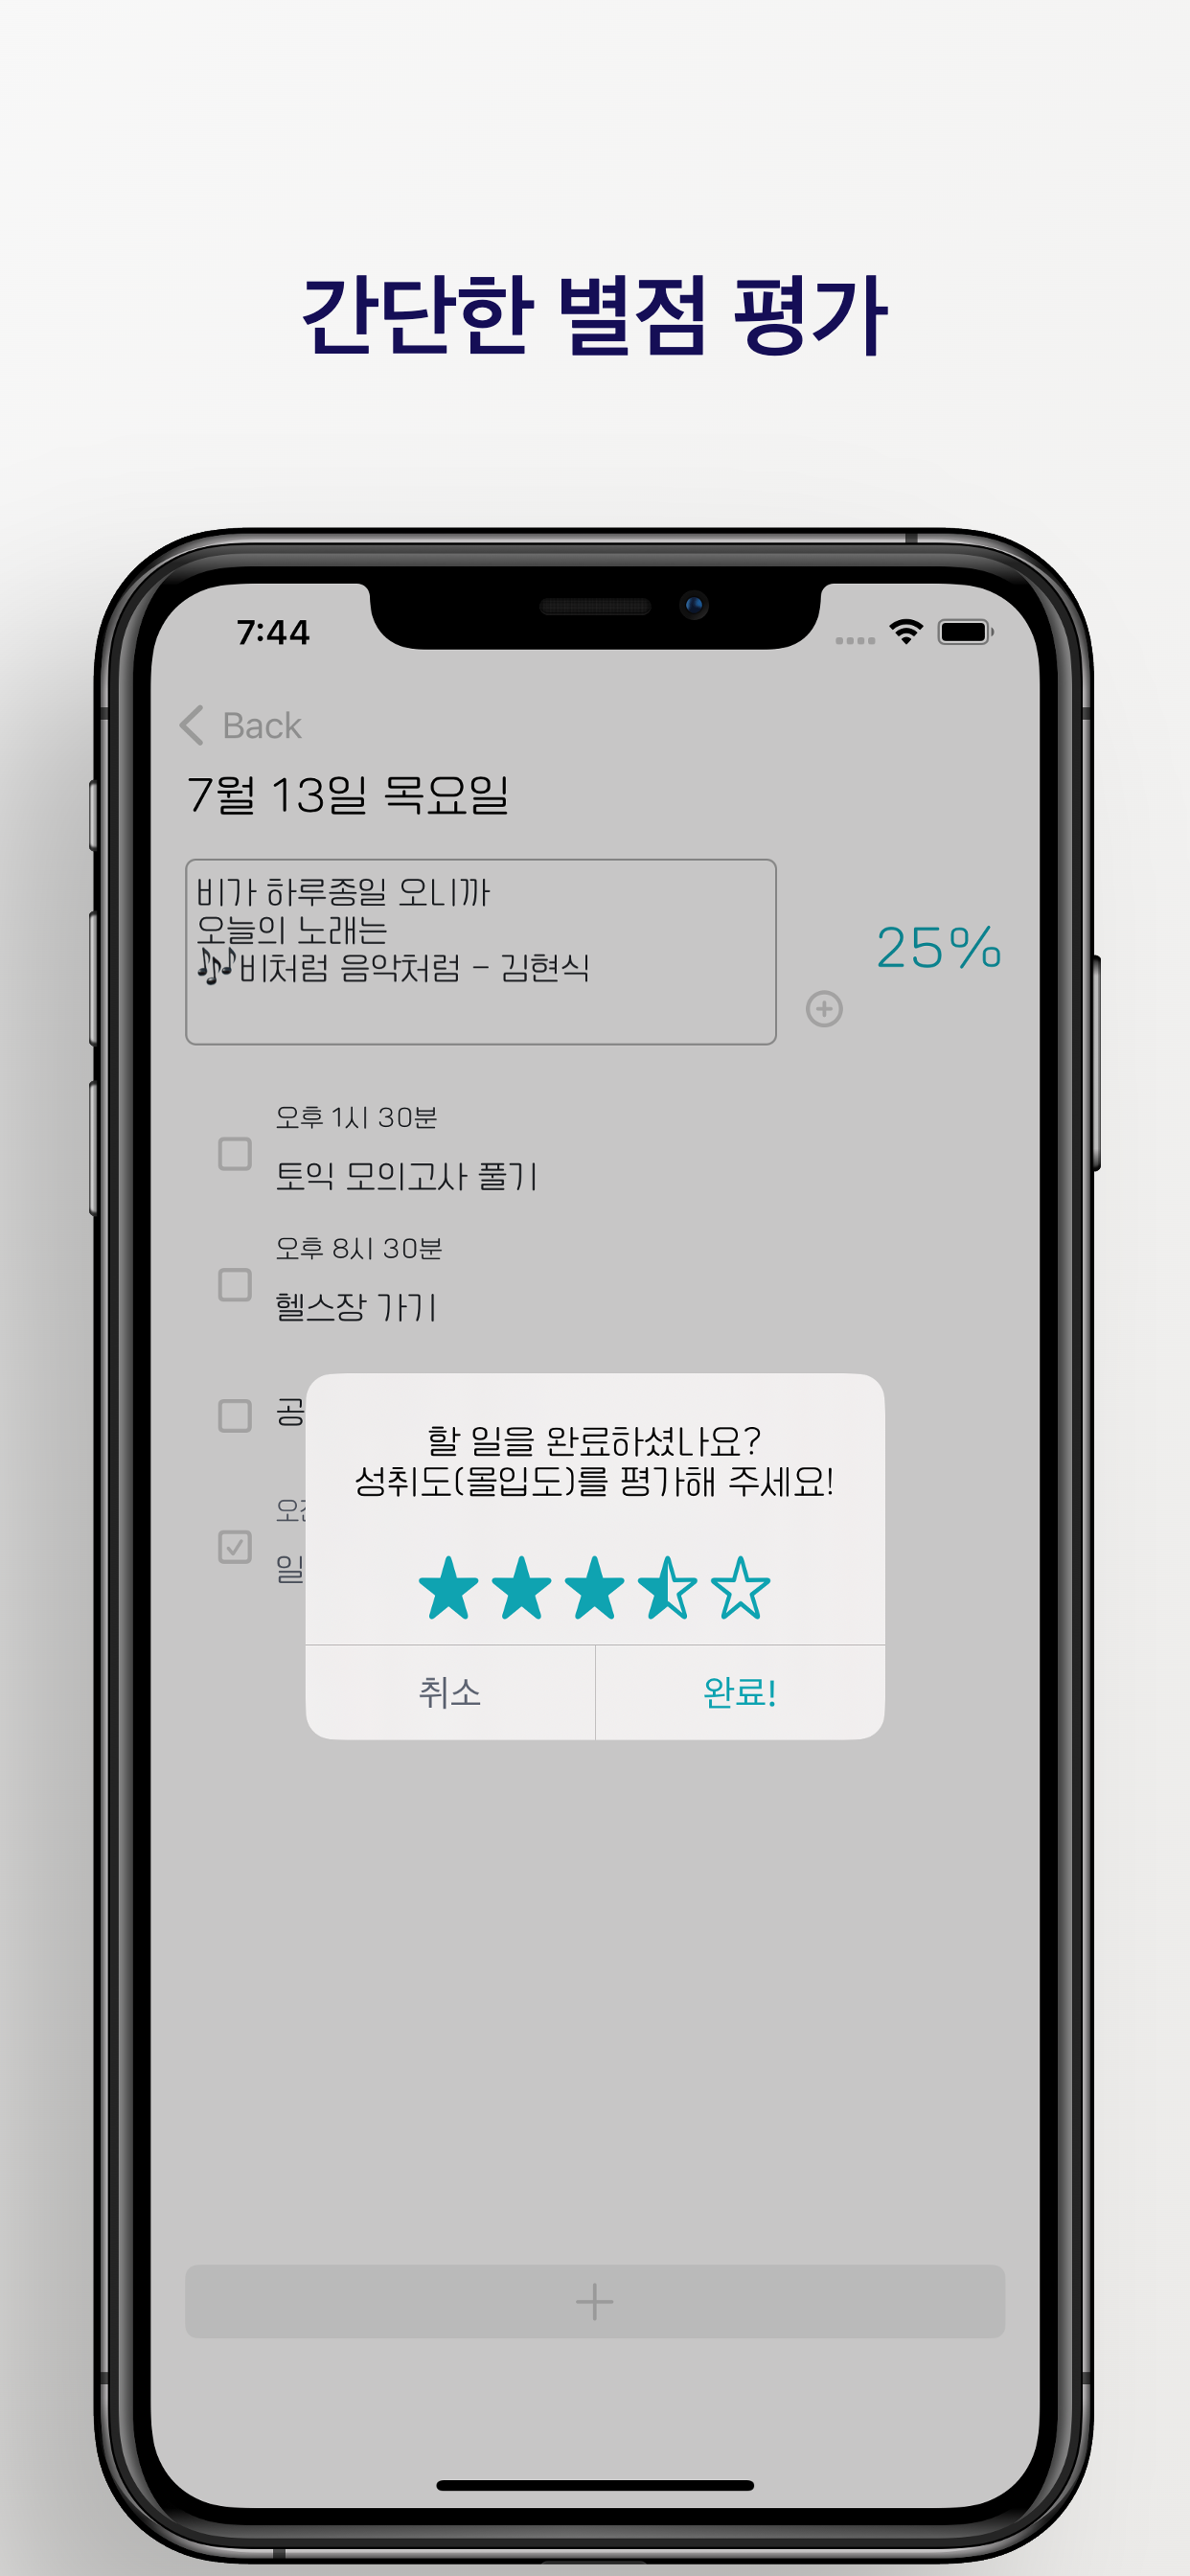 간단한 별점 평가
7:44
Back
7월 13일 목요일
비가 하루종일 오니까
오늘의 노래는
🎶비처럼 음악처럼 - 김현식
25%
오후 1시 30분
토익 모의고사 풀기
오후 8시 30분
헬스장 가기
공
할 일을 완료하셨나요?
성취도(몰입도)를 평가해 주세요!
일
취소
완료!